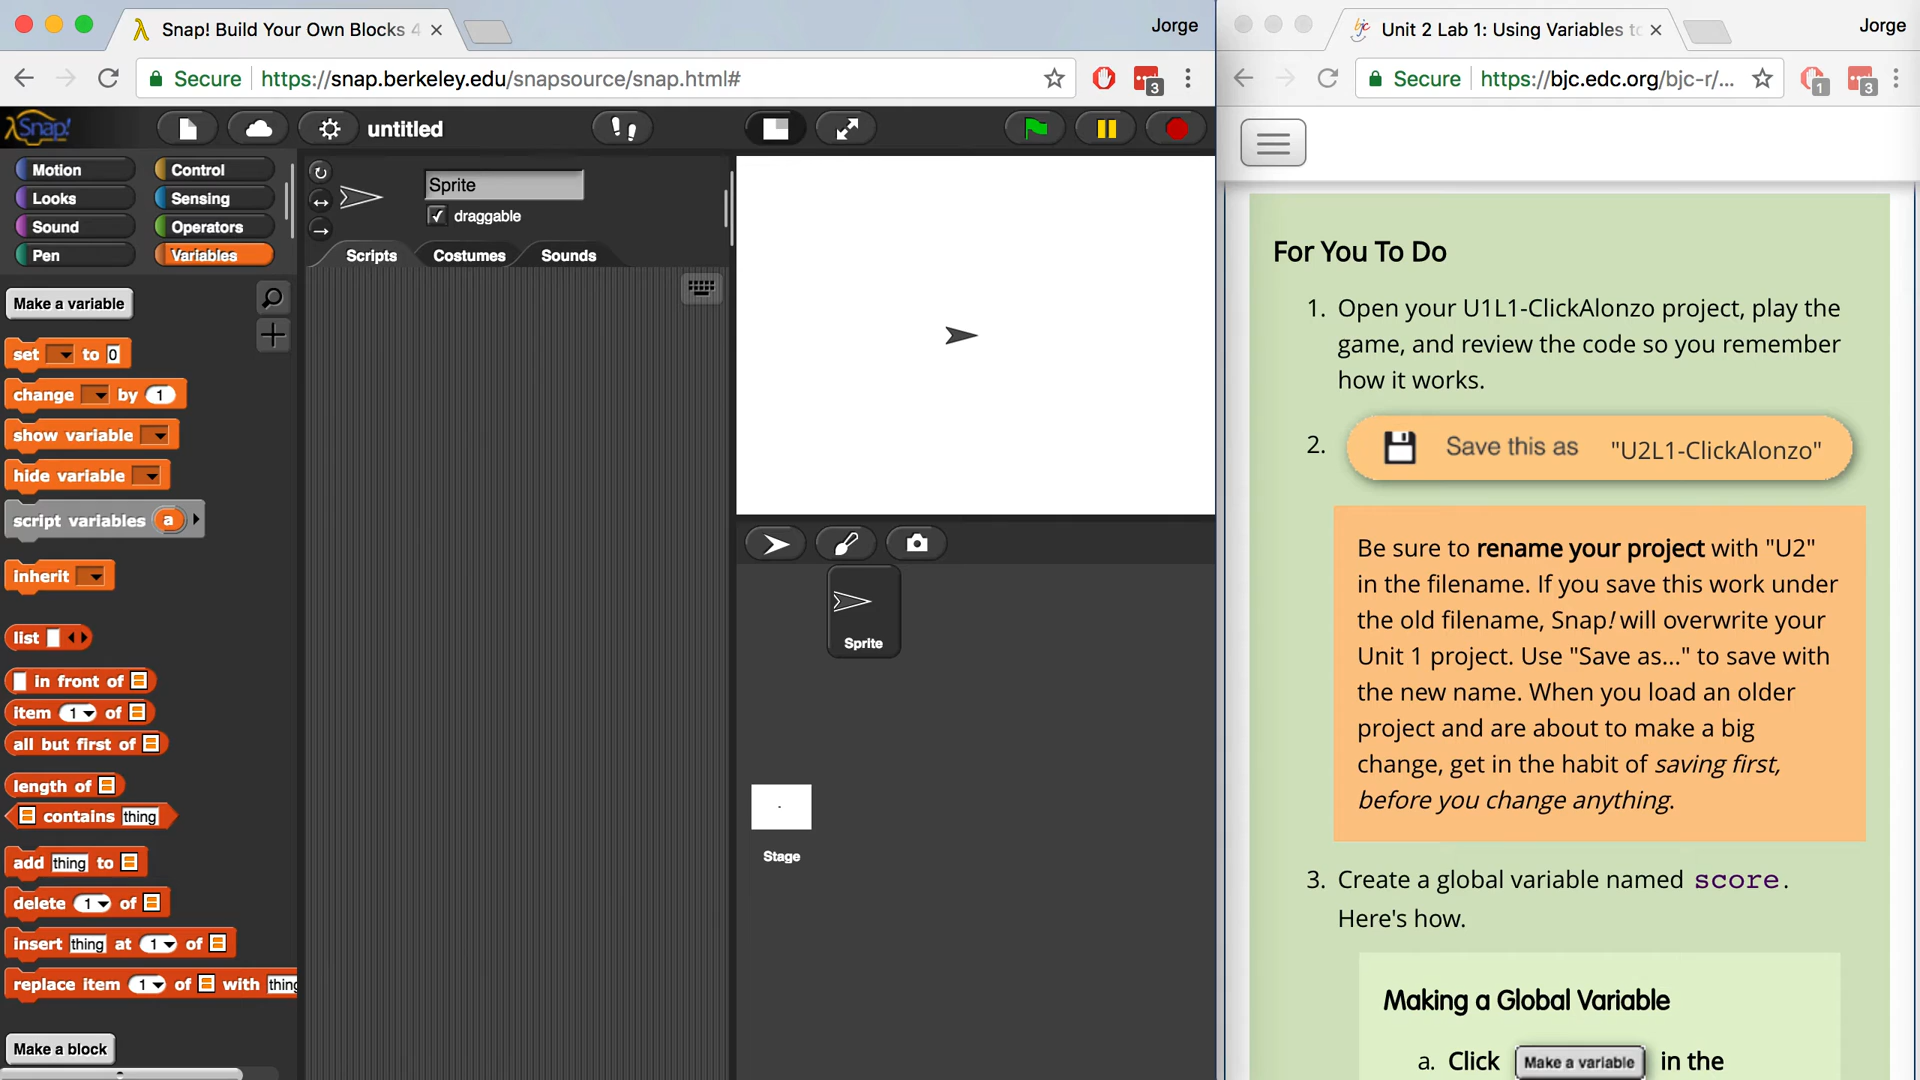 Snap! Build Your Own Blocks 4
Jorge
Secure https://snap.berkeley.edu/snapsource/snap.html#
3
Snap!
untitled
Motion
Control
Looks
Sensing
Sound
Operators
Pen
Variables
Make a variable
set to 0
change by 1
show variable
hide variable
script variables a
inherit
list
in front of
item 1 of
all but first of
length of
contains thing
add thing to
delete 1 of
insert thing at 1 of
replace item 1 of with thing
Make a block
Sprite
draggable
Scripts
Costumes
Sounds
Sprite
Stage
bjc
Unit 2 Lab 1: Using Variables to
Jorge
Secure https://bjc.edc.org/bjc-r/...
1
3
For You To Do
1. Open your U1L1-ClickAlonzo project, play the
game, and review the code so you remember
how it works.
2. Save this as "U2L1-ClickAlonzo"
Be sure to rename your project with "U2"
in the filename. If you save this work under
the old filename, Snap! will overwrite your
Unit 1 project. Use "Save as..." to save with
the new name. When you load an older
project and are about to make a big
change, get in the habit of saving first,
before you change anything.
3. Create a global variable named score.
Here's how.
Making a Global Variable
a. Click Make a variable in the